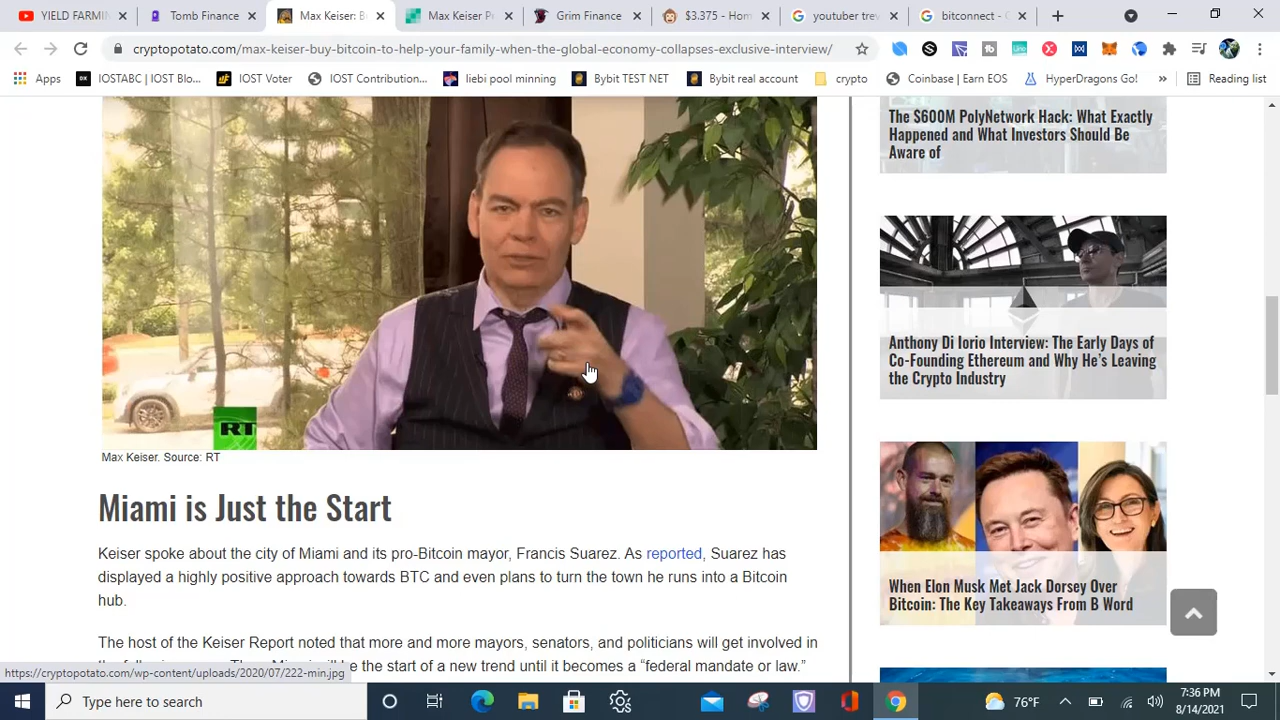 YIELD FARMIN
Tomb Finance
Max Keiser: B
Max Keiser Pr
Grim Finance
$3.375 - Hom
youtuber trev
bitconnect - G
cryptopotato.com/max-keiser-buy-bitcoin-to-help-your-family-when-the-global-economy-collapses-exclusive-interview/
Apps
IOSTABC | IOST Blo...
IOST Voter
IOST Contribution...
liebi pool minning
Bybit TEST NET
Bybit real account
crypto
Coinbase | Earn EOS
HyperDragons Go!
»
Reading list
RT
Max Keiser. Source: RT
Miami is Just the Start
Keiser spoke about the city of Miami and its pro-Bitcoin mayor, Francis Suarez. As reported, Suarez has
displayed a highly positive approach towards BTC and even plans to turn the town he runs into a Bitcoin
hub.
The host of the Keiser Report noted that more and more mayors, senators, and politicians will get involved in
be the start of a new trend until it becomes a “federal mandate or law.”
The $600M PolyNetwork Hack: What Exactly
Happened and What Investors Should Be
Aware of
Anthony Di Iorio Interview: The Early Days of
Co-Founding Ethereum and Why He’s Leaving
the Crypto Industry
When Elon Musk Met Jack Dorsey Over
Bitcoin: The Key Takeaways From B Word
https://cryptopotato.com/wp-content/uploads/2020/07/222-min.jpg
Type here to search
76°F
7:36 PM
8/14/2021